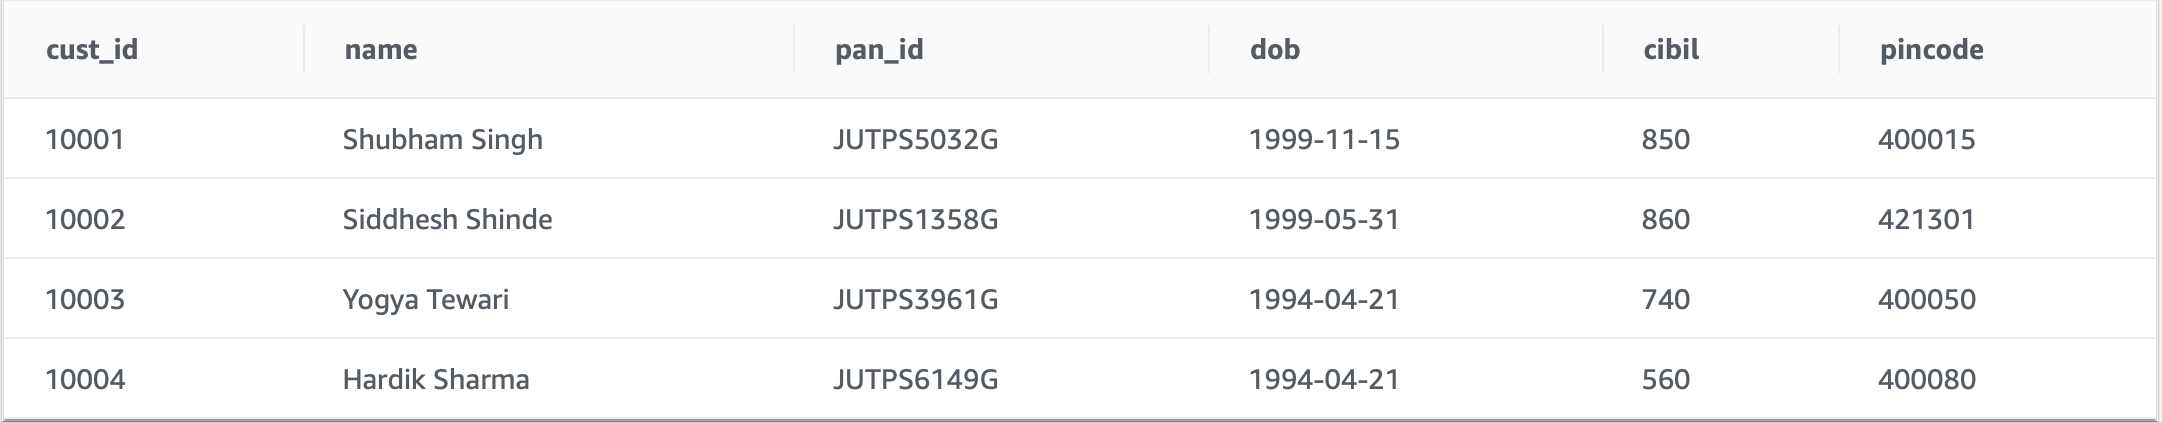 cust_id name pan_id dob cibil pincode
10001 Shubham Singh JUTPS5032G 1999-11-15 850 400015
10002 Siddhesh Shinde JUTPS1358G 1999-05-31 860 421301
10003 Yogya Tewari JUTPS3961G 1994-04-21 740 400050
10004 Hardik Sharma JUTPS6149G 1994-04-21 560 400080